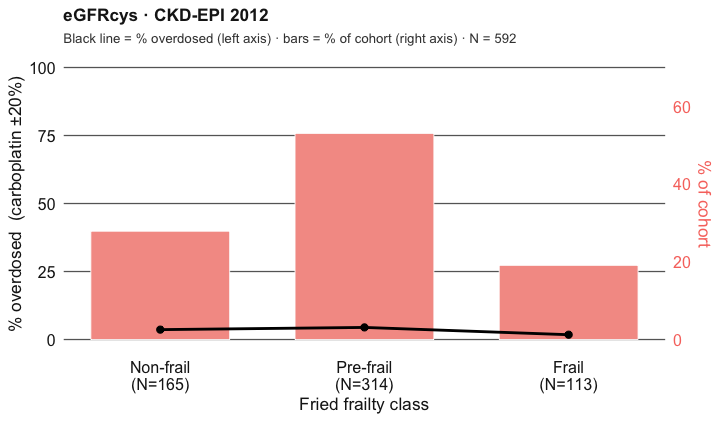 eGFRcys · CKD-EPI 2012
Black line = % overdosed (left axis) · bars = % of cohort (right axis) · N = 592
% overdosed  (carboplatin ±20%)
100
75
50
25
0
60
40
20
0
% of cohort
Non-frail
(N=165)
Pre-frail
(N=314)
Frail
(N=113)
Fried frailty class